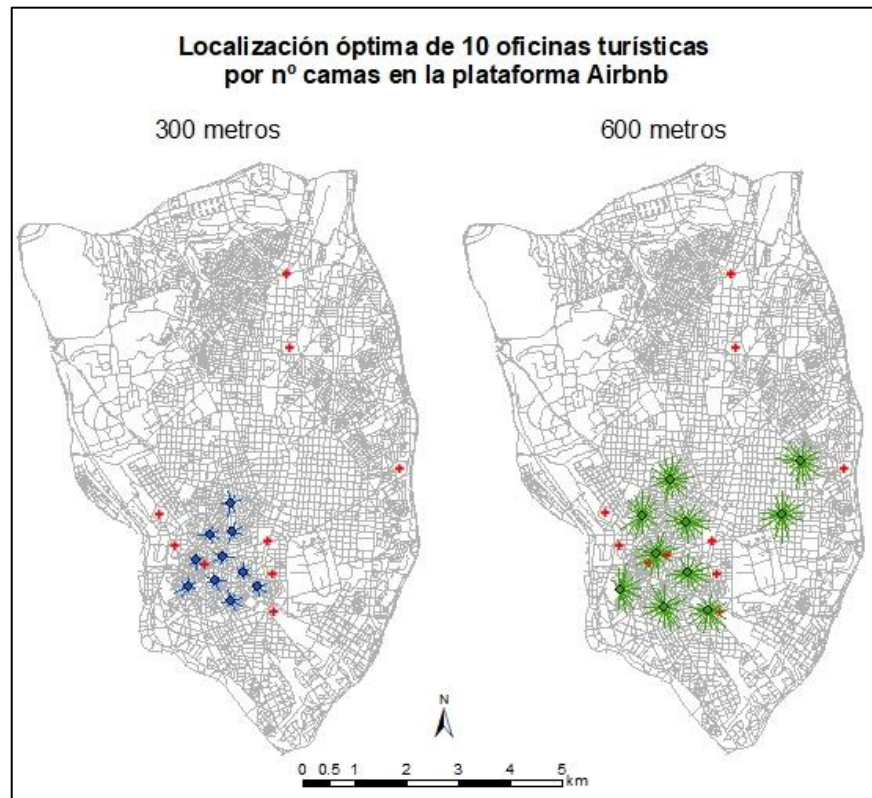 Localización óptima de 10 oficinas turísticas
por nº camas en la plataforma Airbnb
300 metros
600 metros
N
0 0.5 1 2 3 4 5
km